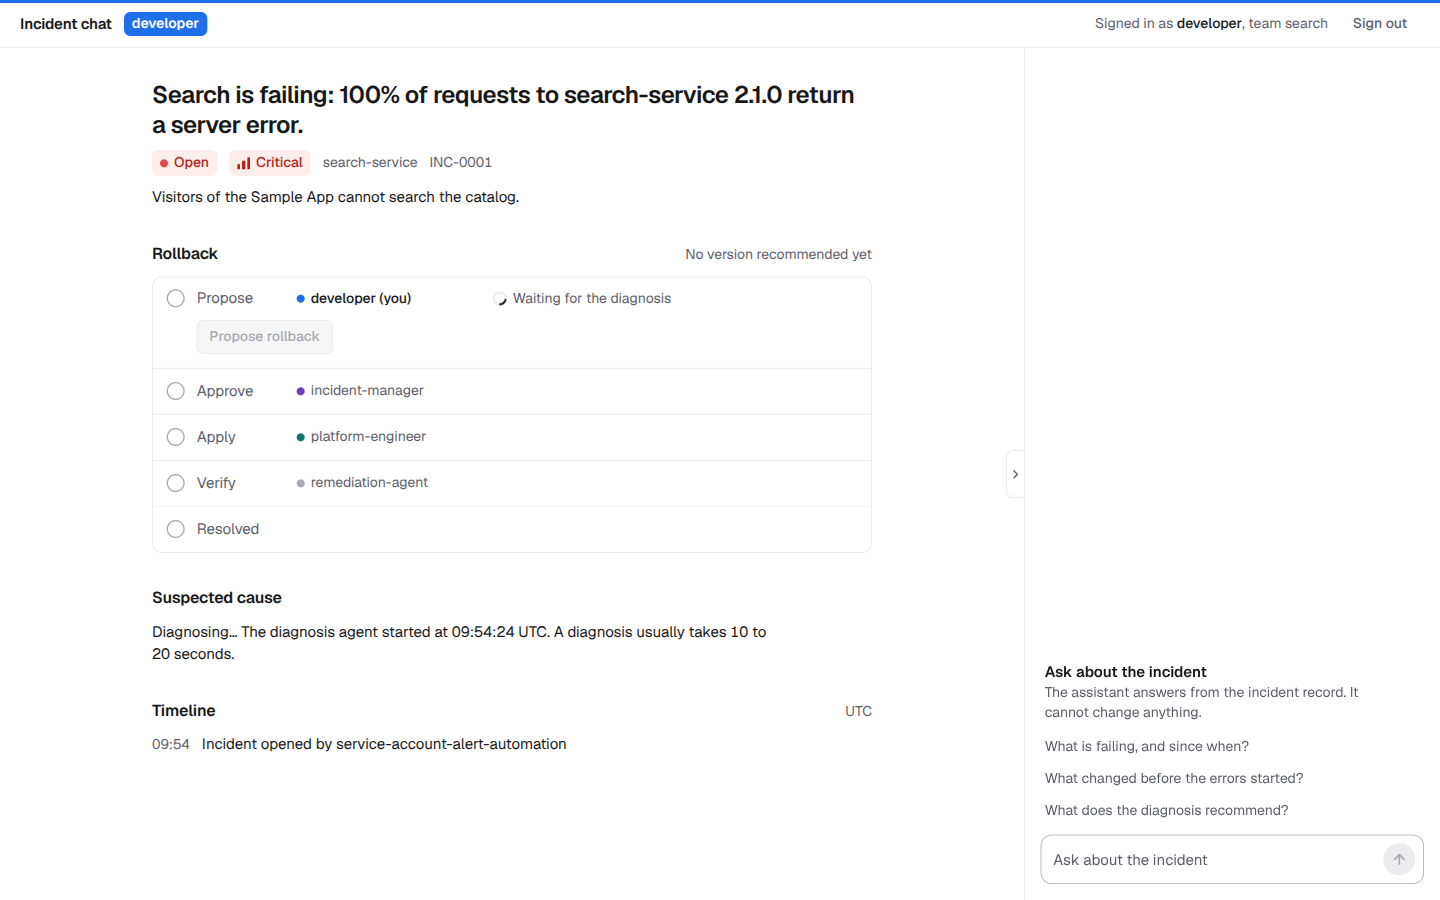 Incident chat developer
Signed in as developer, team search Sign out
Search is failing: 100% of requests to search-service 2.1.0 return
a server error.
Open Critical search-service INC-0001
Visitors of the Sample App cannot search the catalog.
Rollback No version recommended yet
Propose developer (you) Waiting for the diagnosis
Propose rollback
Approve incident-manager
Apply platform-engineer
Verify remediation-agent
Resolved
Suspected cause
Diagnosing... The diagnosis agent started at 09:54:24 UTC. A diagnosis usually takes 10 to
20 seconds.
Timeline UTC
09:54 Incident opened by service-account-alert-automation
Ask about the incident
The assistant answers from the incident record. It
cannot change anything.
What is failing, and since when?
What changed before the errors started?
What does the diagnosis recommend?
Ask about the incident